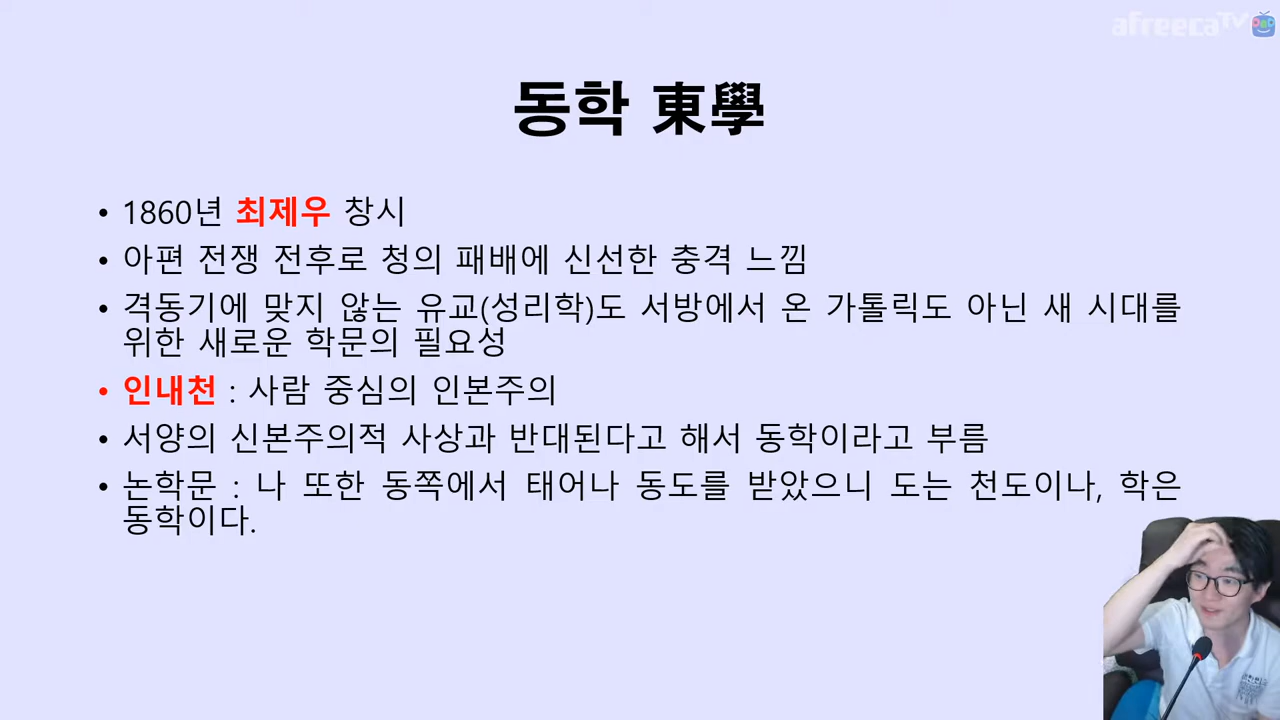 afreecaTV
동학 東學
• 1860년 최제우 창시
• 아편 전쟁 전후로 청의 패배에 신선한 충격 느낌
• 격동기에 맞지 않는 유교(성리학)도 서방에서 온 가톨릭도 아닌 새 시대를
위한 새로운 학문의 필요성
• 인내천 : 사람 중심의 인본주의
• 서양의 신본주의적 사상과 반대된다고 해서 동학이라고 부름
• 논학문 : 나 또한 동쪽에서 태어나 동도를 받았으니 도는 천도이나, 학은
동학이다.